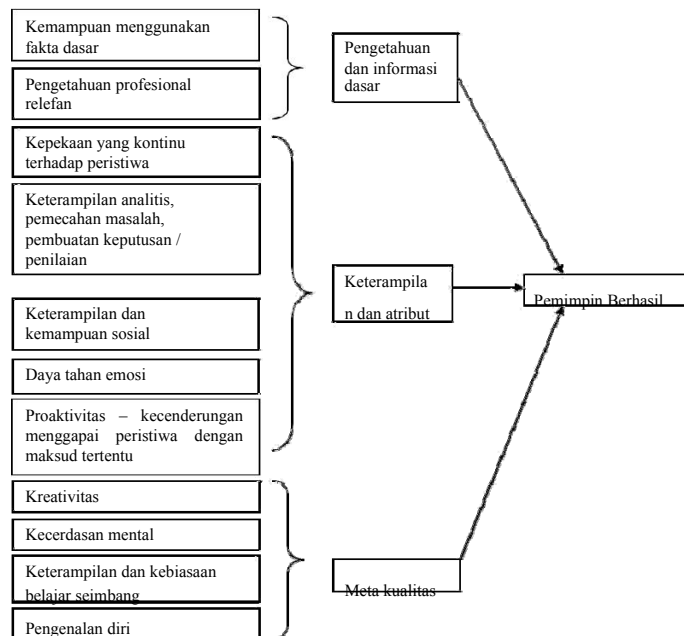 Kemampuan menggunakan
fakta dasar
Pengetahuan profesional
relefan
Kepekaan yang kontinu
terhadap peristiwa
Keterampilan analitis,
pemecahan masalah,
pembuatan keputusan /
penilaian
Keterampilan dan
kemampuan sosial
Daya tahan emosi
Proaktivitas – kecenderungan
menggapai peristiwa dengan
maksud tertentu
Kreativitas
Kecerdasan mental
Keterampilan dan kebiasaan
belajar seimbang
Pengenalan diri
Pengetahuan
dan informasi
dasar
Keterampila
n dan atribut
Meta kualitas
Pemimpin Berhasil